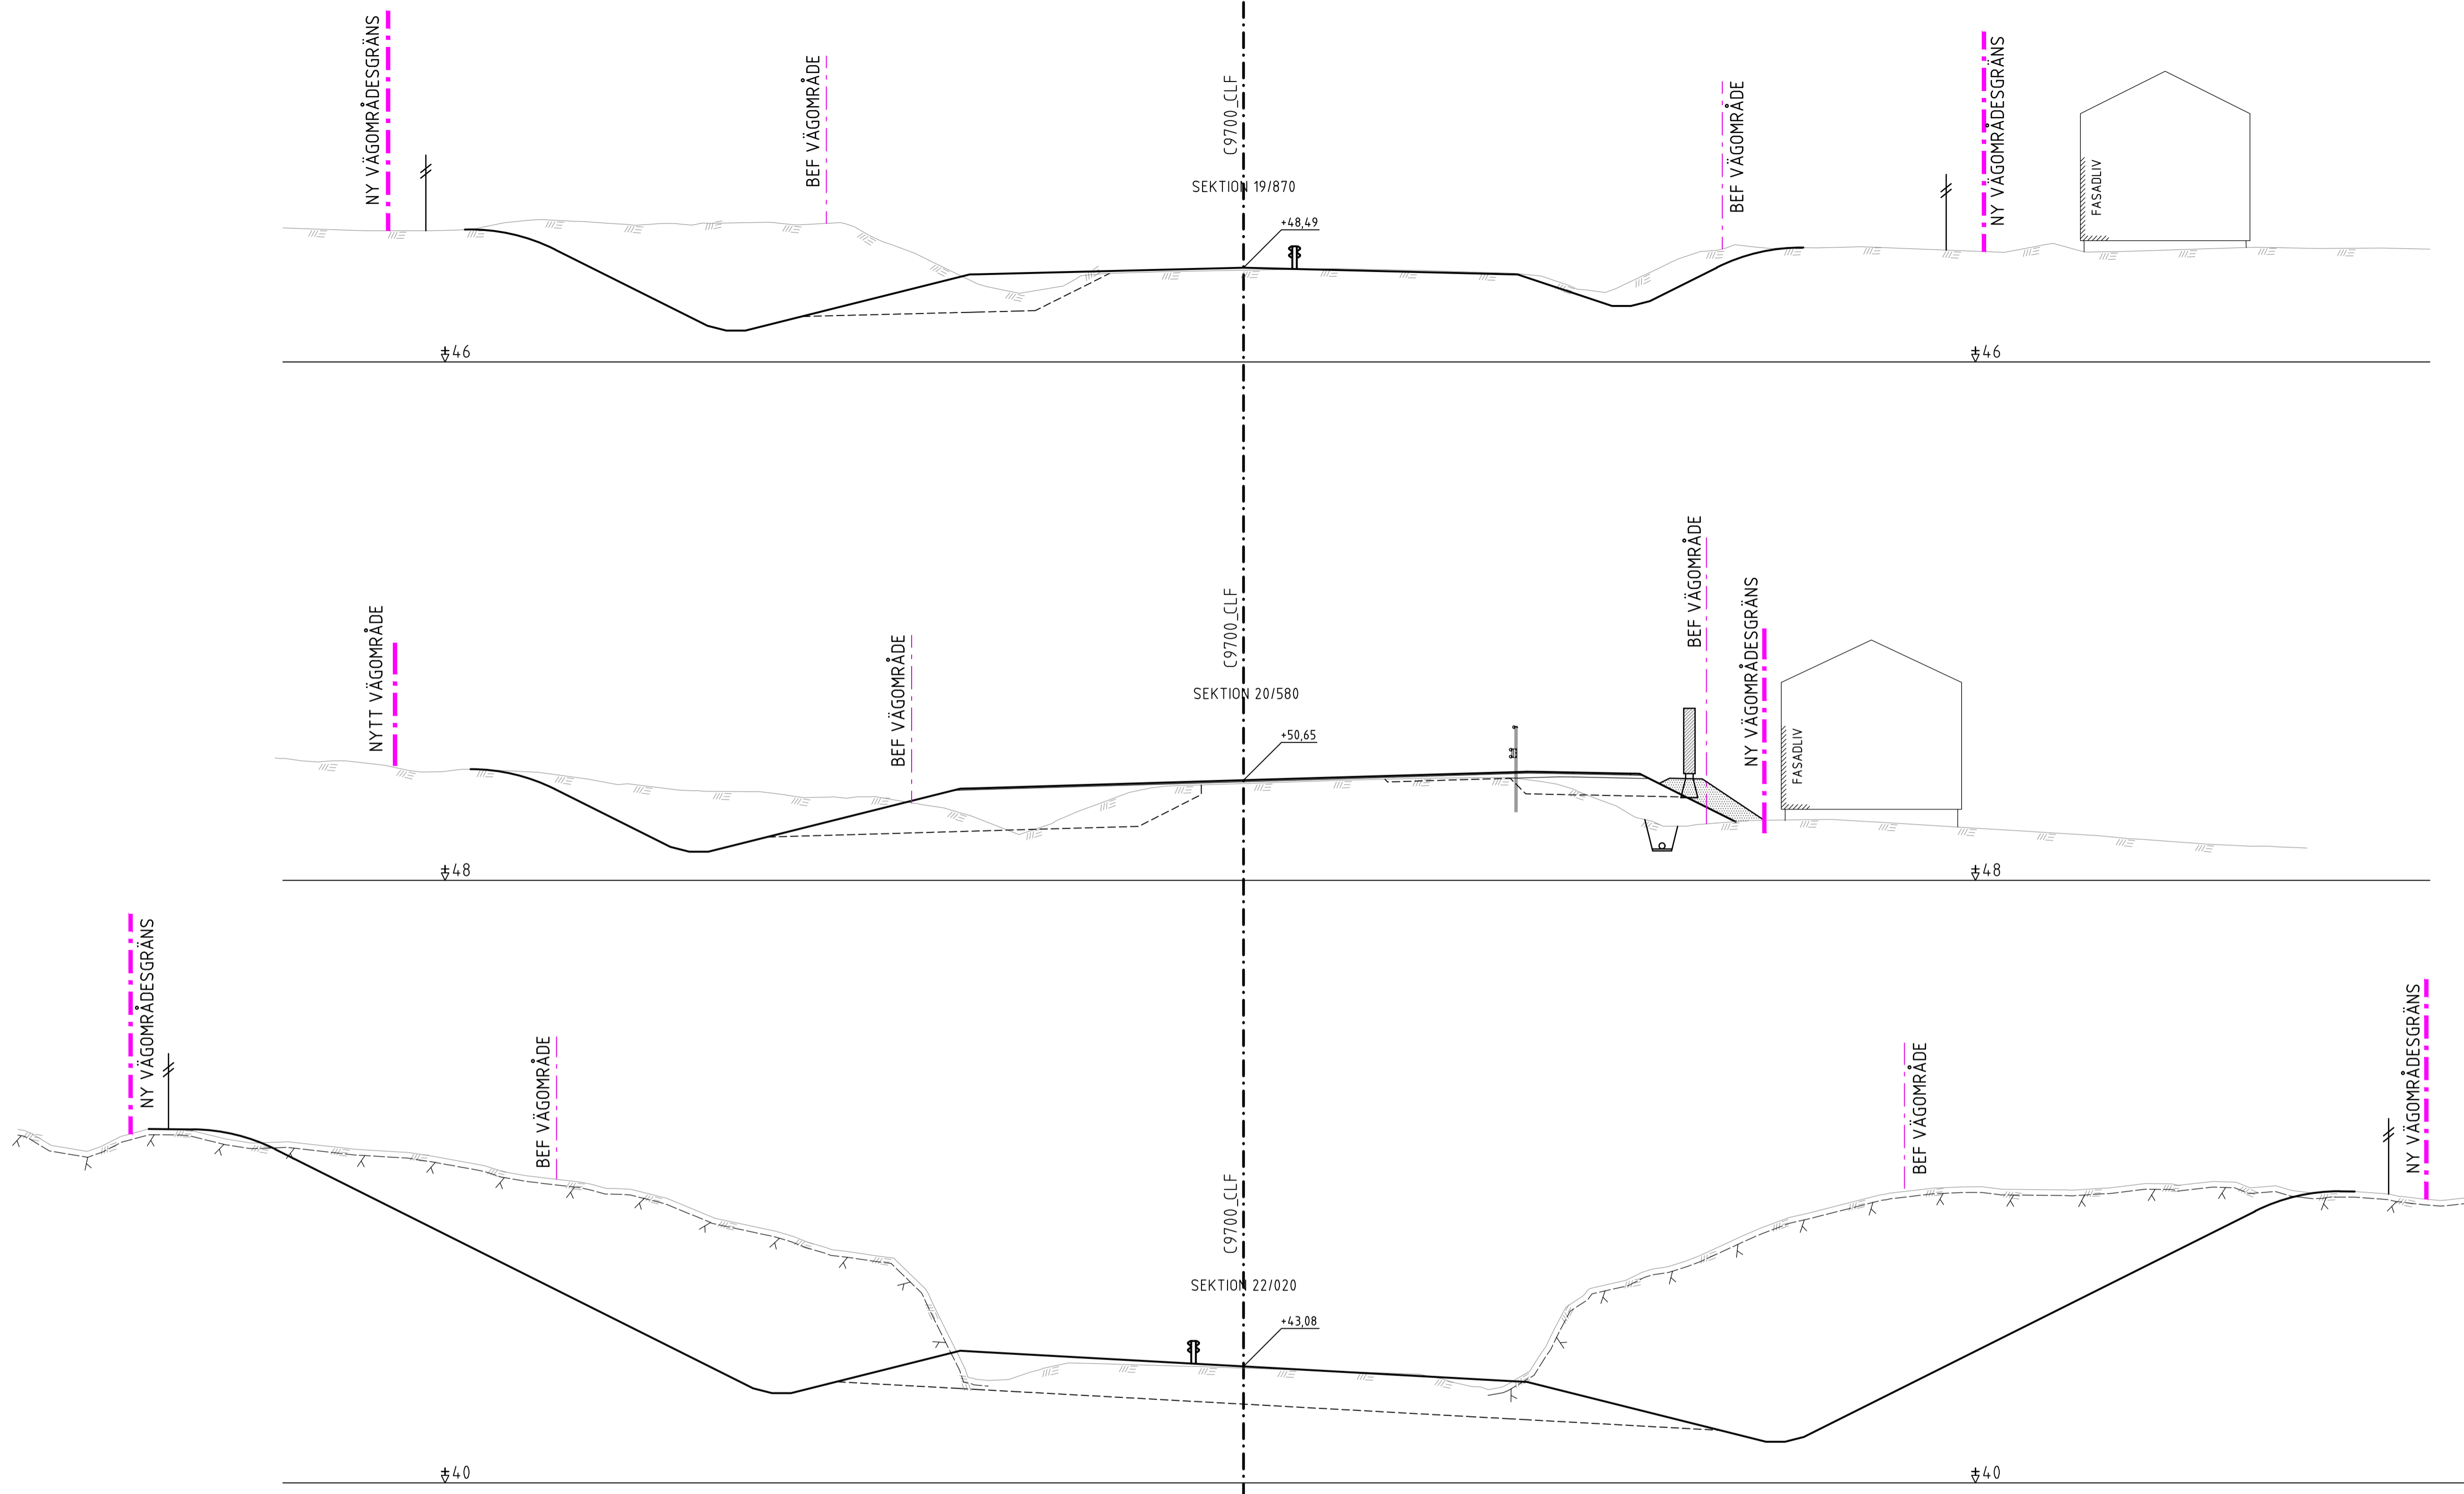 NY VÄGOMRÅDESGRÄNS
BEF VÄGOMRÅDE
C9700_CLF
BEF VÄGOMRÅDE
NY VÄGOMRÅDESGRÄNS
SEKTION 19/870
FASADLIV
+48,49
+46
+46
NYTT VÄGOMRÅDE
BEF VÄGOMRÅDE
C9700_CLF
BEF VÄGOMRÅDE
NY VÄGOMRÅDESGRÄNS
SEKTION 20/580
+50,65
FASADLIV
+48
+48
NY VÄGOMRÅDESGRÄNS
BEF VÄGOMRÅDE
C9700_CLF
BEF VÄGOMRÅDE
NY VÄGOMRÅDESGRÄNS
SEKTION 22/020
+43,08
+40
+40